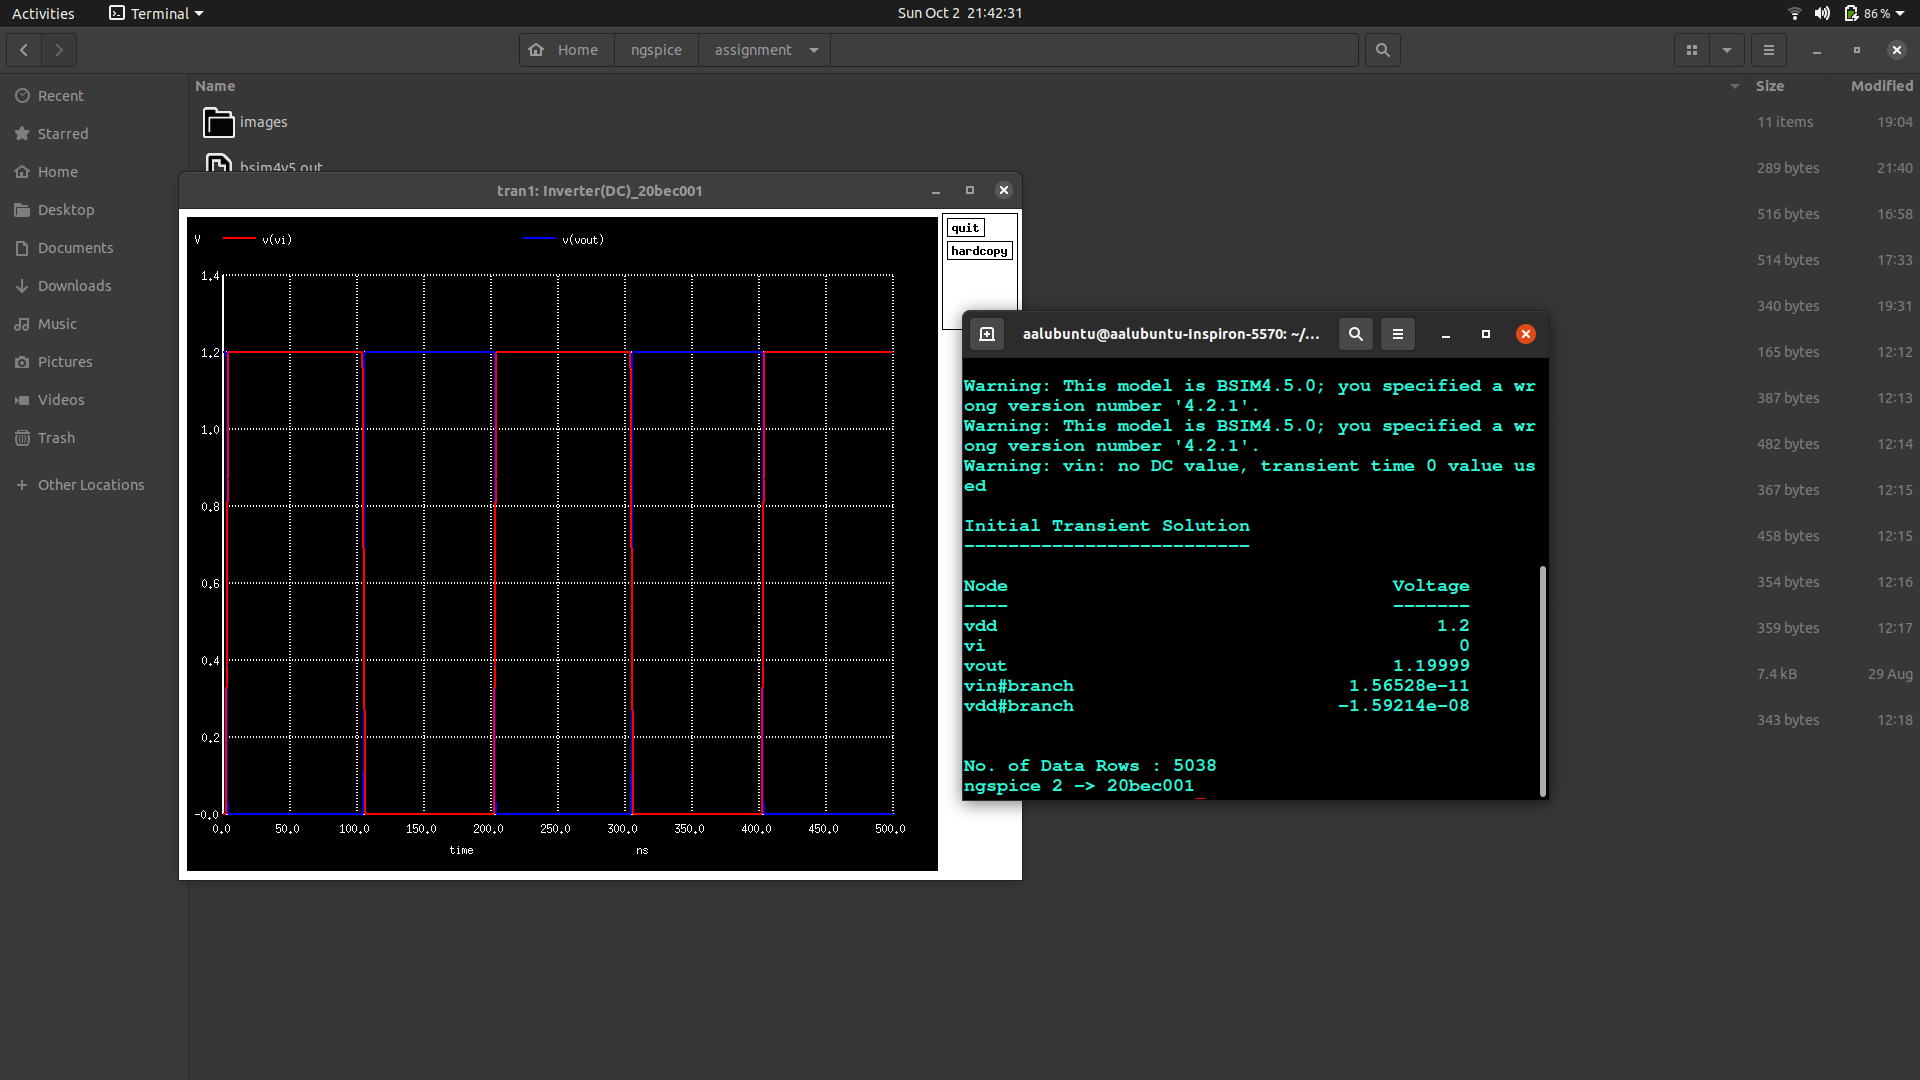 Activities
Terminal
Sun Oct 2 21:42:31
86 %
Home
ngspice
assignment
Recent
Starred
Home
Desktop
Documents
Downloads
Music
Pictures
Videos
Trash
Other Locations
Name
Size
Modified
images
11 items
19:04
bsim4v5.out
289 bytes
21:40
516 bytes
16:58
514 bytes
17:33
340 bytes
19:31
165 bytes
12:12
387 bytes
12:13
482 bytes
12:14
367 bytes
12:15
458 bytes
12:15
354 bytes
12:16
359 bytes
12:17
7.4 kB
29 Aug
343 bytes
12:18
tran1: Inverter(DC)_20bec001
quit
hardcopy
V
v(vi)
v(vout)
1.4
1.2
1.0
0.8
0.6
0.4
0.2
-0.0
0.0
50.0
100.0
150.0
200.0
250.0
300.0
350.0
400.0
450.0
500.0
time
ns
aalubuntu@aalubuntu-Inspiron-5570: ~/...
Warning: This model is BSIM4.5.0; you specified a wr
ong version number '4.2.1'.
Warning: This model is BSIM4.5.0; you specified a wr
ong version number '4.2.1'.
Warning: vin: no DC value, transient time 0 value us
ed
Initial Transient Solution
--------------------------
Node Voltage
---- -------
vdd 1.2
vi 0
vout 1.19999
vin#branch 1.56528e-11
vdd#branch -1.59214e-08
No. of Data Rows : 5038
ngspice 2 -> 20bec001